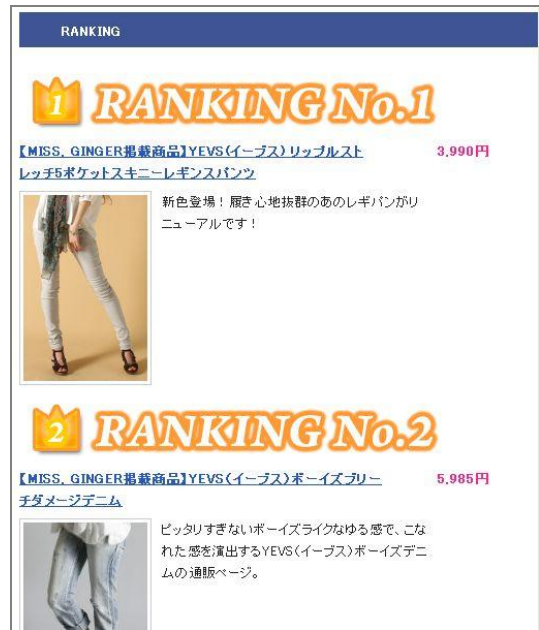 RANKING
1 RANKING No.1
【MISS, GINGER掲載商品】YEVS(イーブス)リップルスト 3,990円
レッチ5ポケットスキニーレギンスパンツ
新色登場!履き心地抜群のあのレギパンがリ
ニューアルです!
2 RANKING No.2
【MISS, GINGER掲載商品】YEVS(イーブス)ボーイズブリー 5,985円
チダメージデニム
ピッタリすぎないボーイズライクなゆる感で、こな
れた感を演出するYEVS(イーブス)ボーイズデニ
ムの通販ページ。